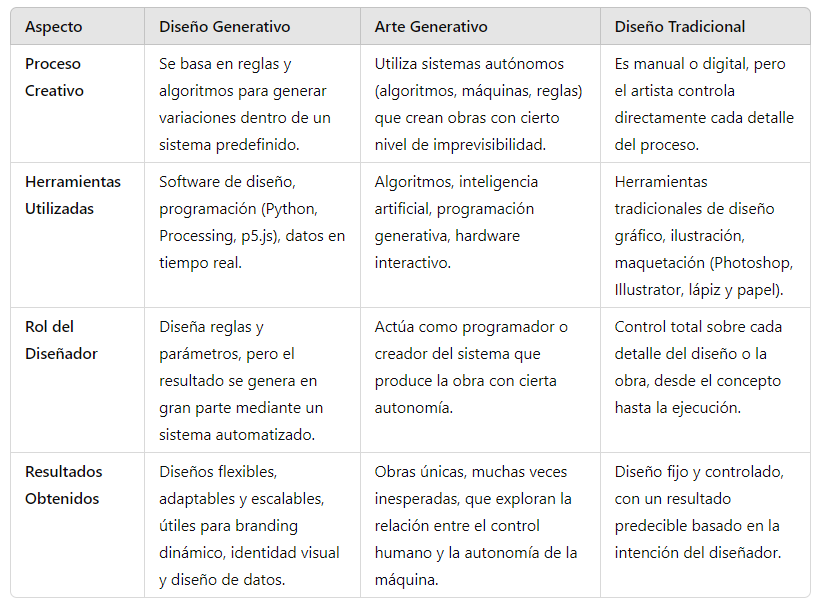 Aspecto
Diseño Generativo
Arte Generativo
Diseño Tradicional
Proceso
Creativo
Se basa en reglas y
algoritmos para generar
variaciones dentro de un
sistema predefinido.
Utiliza sistemas autónomos
(algoritmos, máquinas, reglas)
que crean obras con cierto
nivel de imprevisibilidad.
Es manual o digital, pero
el artista controla
directamente cada detalle
del proceso.
Herramientas
Utilizadas
Software de diseño,
programación (Python,
Processing, p5.js), datos en
tiempo real.
Algoritmos, inteligencia
artificial, programación
generativa, hardware
interactivo.
Herramientas
tradicionales de diseño
gráfico, ilustración,
maquetación (Photoshop,
Illustrator, lápiz y papel).
Rol del
Diseñador
Diseña reglas y
parámetros, pero el
resultado se genera en
gran parte mediante un
sistema automatizado.
Actúa como programador o
creador del sistema que
produce la obra con cierta
autonomía.
Control total sobre cada
detalle del diseño o la
obra, desde el concepto
hasta la ejecución.
Resultados
Obtenidos
Diseños flexibles,
adaptables y escalables,
útiles para branding
dinámico, identidad visual
y diseño de datos.
Obras únicas, muchas veces
inesperadas, que exploran la
relación entre el control
humano y la autonomía de la
máquina.
Diseño fijo y controlado,
con un resultado
predecible basado en la
intención del diseñador.